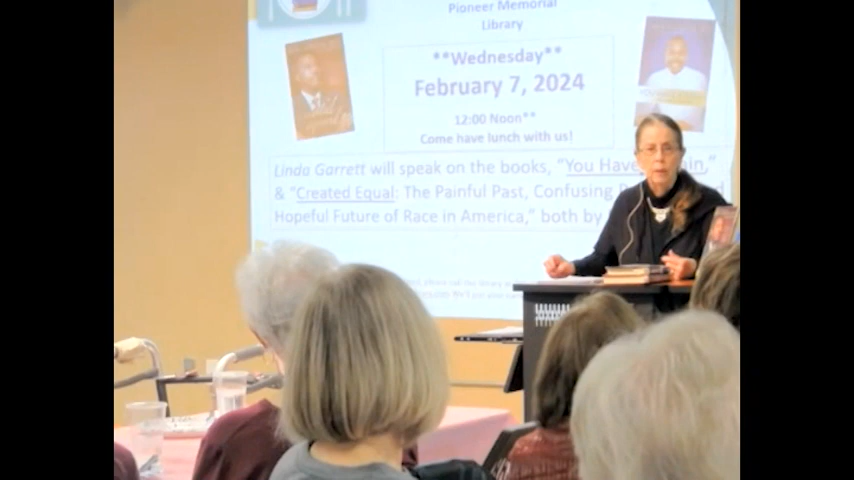 Pioneer Memorial
Library
**Wednesday**
February 7, 2024
12:00 Noon**
Come have lunch with us!
Linda Garrett will speak on the books, “You Have
& “Created Equal: The Painful Past, Confusing
Hopeful Future of Race in America,” both by